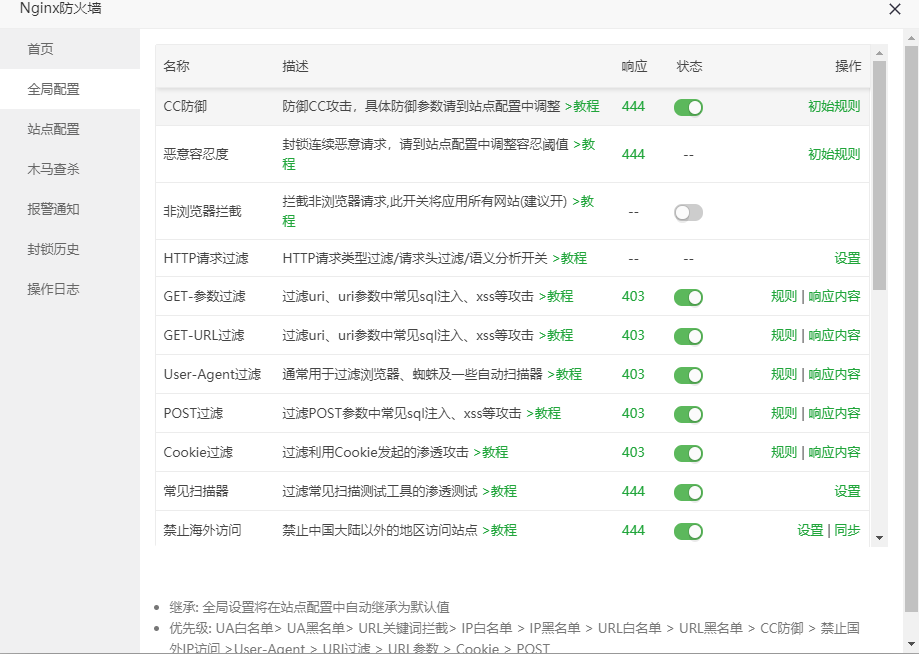 Nginx防火墙
首页
全局配置
站点配置
木马查杀
报警通知
封锁历史
操作日志
名称 描述 响应 状态 操作
CC防御 防御CC攻击，具体防御参数请到站点配置中调整 >教程 444 初始规则
恶意容忍度 封锁连续恶意请求，请到站点配置中调整容忍阈值 >教
程 444 -- 初始规则
非浏览器拦截 拦截非浏览器请求,此开关将应用所有网站(建议开) >教
程 --
HTTP请求过滤 HTTP请求类型过滤/请求头过滤/语义分析开关 >教程 -- -- 设置
GET-参数过滤 过滤uri、uri参数中常见sql注入、xss等攻击 >教程 403 规则 | 响应内容
GET-URL过滤 过滤uri、uri参数中常见sql注入、xss等攻击 >教程 403 规则 | 响应内容
User-Agent过滤 通常用于过滤浏览器、蜘蛛及一些自动扫描器 >教程 403 规则 | 响应内容
POST过滤 过滤POST参数中常见sql注入、xss等攻击 >教程 403 规则 | 响应内容
Cookie过滤 过滤利用Cookie发起的渗透攻击 >教程 403 规则 | 响应内容
常见扫描器 过滤常见扫描测试工具的渗透测试 >教程 444 设置
禁止海外访问 禁止中国大陆以外的地区访问站点 >教程 444 设置 | 同步
继承: 全局设置将在站点配置中自动继承为默认值
优先级: UA白名单> UA黑名单> URL关键词拦截> IP白名单 > IP黑名单 > URL白名单 > URL黑名单 > CC防御 > 禁止国
外IP访问 >User-Agent > URI过滤 > URL参数 > Cookie > POST